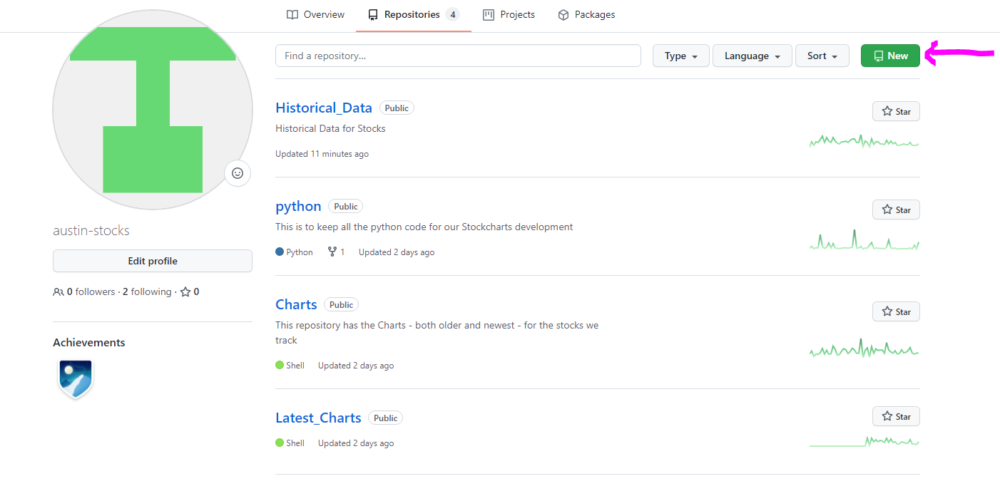 Overview Repositories 4 Projects Packages
Find a repository... Type Language Sort New
Historical_Data Public Star
Historical Data for Stocks
Updated 11 minutes ago
python Public Star
This is to keep all the python code for our Stockcharts development
Python 1 Updated 2 days ago
austin-stocks
Edit profile
0 followers · 2 following · 0
Achievements
Charts Public Star
This repository has the Charts - both older and newest - for the stocks we
track
Shell Updated 2 days ago
Latest_Charts Public Star
Shell Updated 2 days ago